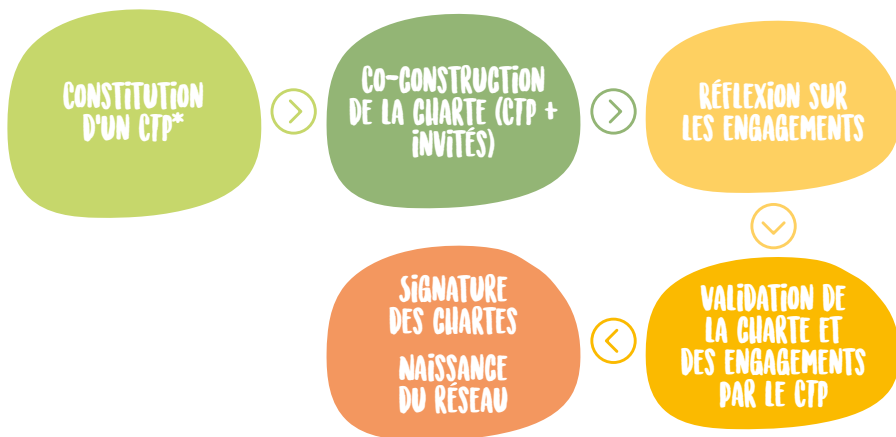 CONSTITUTION
D'UN CTP*
CO-CONSTRUCTION
DE LA CHARTE (CTP +
INVITÉS)
RÉFLEXION SUR
LES ENGAGEMENTS
VALIDATION DE
LA CHARTE ET
DES ENGAGEMENTS
PAR LE CTP
SIGNATURE
DES CHARTES
NAISSANCE
DU RÉSEAU